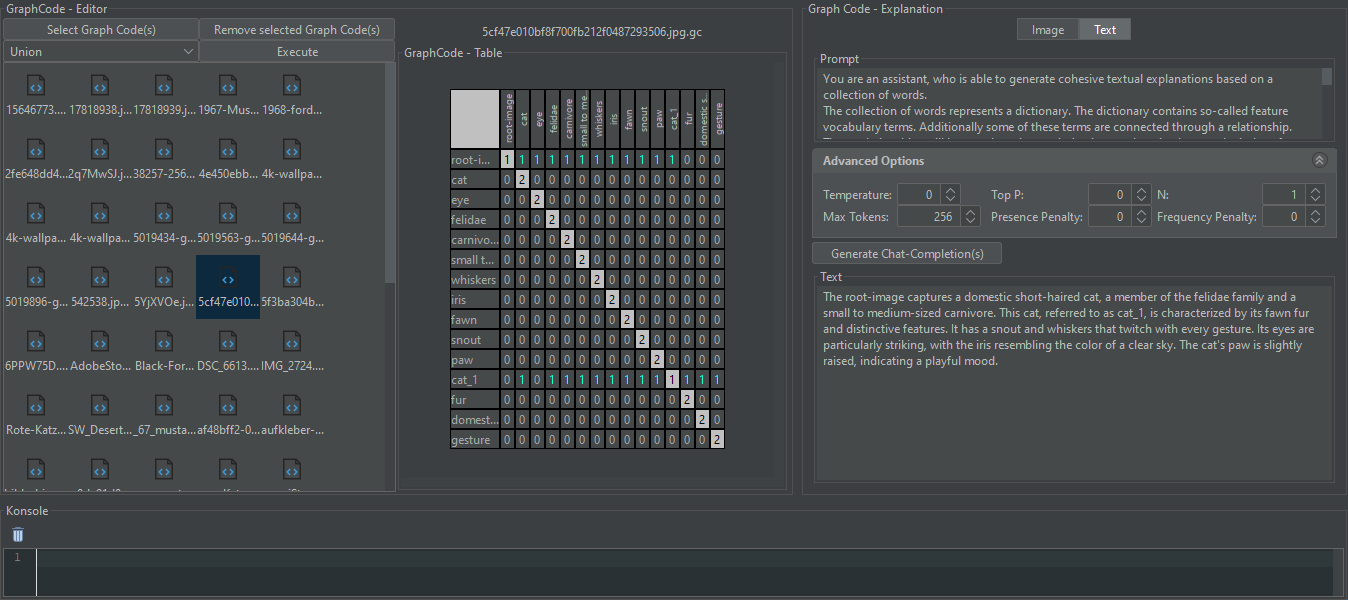 GraphCode - Editor
Select Graph Code(s) Remove selected Graph Code(s)
Union Execute
15646773.... 17818938.j... 17818939.j... 1967-Mus... 1968-ford...
2fe648dd4... 2q7MwSJ.j... 38257-256... 4e450ebb... 4k-wallpa...
4k-wallpa... 4k-wallpa... 5019434-g... 5019563-g... 5019644-g...
5019896-g... 542538.jp... 5YjXVOe.j... 5cf47e010... 5f3ba304b...
6PPW75D.... AdobeSto... Black-For... DSC_6613.... IMG_2724....
Rote-Katz... SW_Desert... _67_musta... af48bff2-0... aufkleber-...
5cf47e010bf8f700fb212f0487293506.jpg.gc
GraphCode - Table
root-image cat eye felidae carnivore small to me... whiskers iris fawn snout paw cat_1 fur domestic s... gesture
root-i... 1 1 1 1 1 1 1 1 1 1 1 1 0 0 0
cat 0 2 0 0 0 0 0 0 0 0 0 0 0 0 0
eye 0 0 2 0 0 0 0 0 0 0 0 0 0 0 0
felidae 0 0 0 2 0 0 0 0 0 0 0 0 0 0 0
carnivo... 0 0 0 0 2 0 0 0 0 0 0 0 0 0 0
small t... 0 0 0 0 0 2 0 0 0 0 0 0 0 0 0
whiskers 0 0 0 0 0 0 2 0 0 0 0 0 0 0 0
iris 0 0 0 0 0 0 0 2 0 0 0 0 0 0 0
fawn 0 0 0 0 0 0 0 0 2 0 0 0 0 0 0
snout 0 0 0 0 0 0 0 0 0 2 0 0 0 0 0
paw 0 0 0 0 0 0 0 0 0 0 2 0 0 0 0
cat_1 0 1 0 1 1 1 1 1 1 1 1 1 1 1 1
fur 0 0 0 0 0 0 0 0 0 0 0 0 2 0 0
domest... 0 0 0 0 0 0 0 0 0 0 0 0 0 2 0
gesture 0 0 0 0 0 0 0 0 0 0 0 0 0 0 2
Graph Code - Explanation
Image Text
Prompt
You are an assistant, who is able to generate cohesive textual explanations based on a
collection of words.
The collection of words represents a dictionary. The dictionary contains so-called feature
vocabulary terms. Additionally some of these terms are connected through a relationship.
Advanced Options
Temperature: 0 Top P: 0 N: 1
Max Tokens: 256 Presence Penalty: 0 Frequency Penalty: 0
Generate Chat-Completion(s)
Text
The root-image captures a domestic short-haired cat, a member of the felidae family and a
small to medium-sized carnivore. This cat, referred to as cat_1, is characterized by its fawn fur
and distinctive features. It has a snout and whiskers that twitch with every gesture. Its eyes are
particularly striking, with the iris resembling the color of a clear sky. The cat's paw is slightly
raised, indicating a playful mood.
Konsole
1